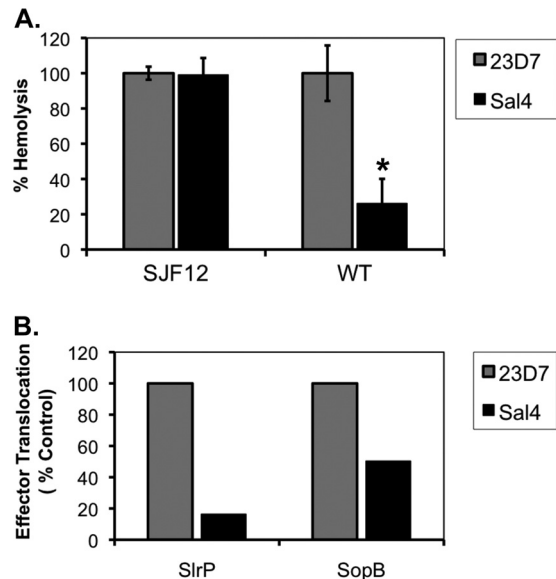 A.
% Hemolysis
120
100
80
60
40
20
0
*
SJF12
WT
23D7
Sal4
B.
Effector Translocation
( % Control)
120
100
80
60
40
20
0
SlrP
SopB
23D7
Sal4